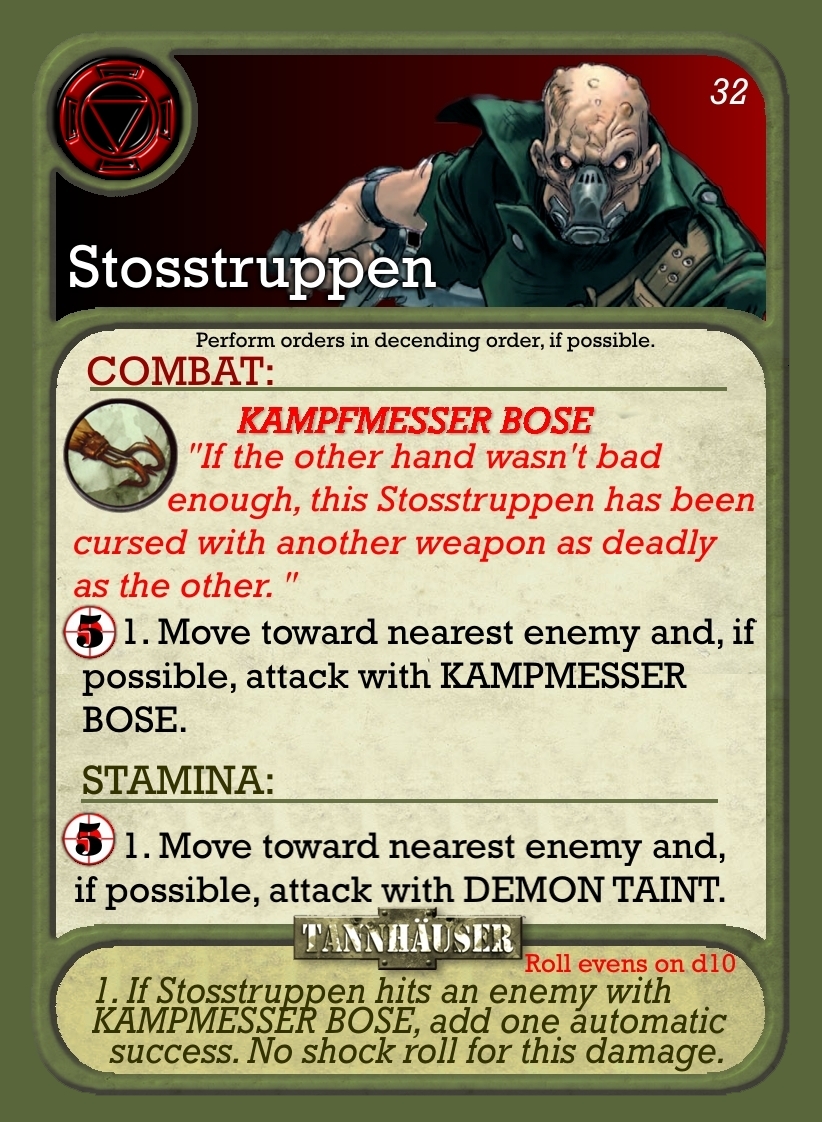 32
Stosstruppen
Perform orders in decending order, if possible.
COMBAT:
KAMPFMESSER BOSE
"If the other hand wasn't bad
enough, this Stosstruppen has been
cursed with another weapon as deadly
as the other. "
5 1. Move toward nearest enemy and, if
possible, attack with KAMPMESSER
BOSE.
STAMINA:
5 1. Move toward nearest enemy and,
if possible, attack with DEMON TAINT.
TANNHÄUSER
Roll evens on d10
1. If Stosstruppen hits an enemy with
KAMPMESSER BOSE, add one automatic
success. No shock roll for this damage.